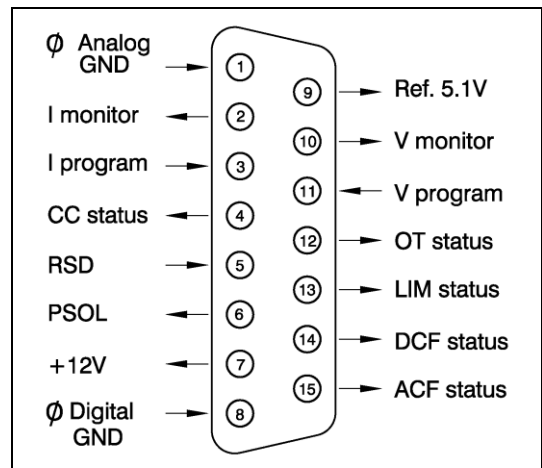 Ø Analog
GND
1
I monitor
2
I program
3
CC status
4
RSD
5
PSOL
6
+12V
7
Ø Digital
GND
8
9
Ref. 5.1V
10
V monitor
11
V program
12
OT status
13
LIM status
14
DCF status
15
ACF status